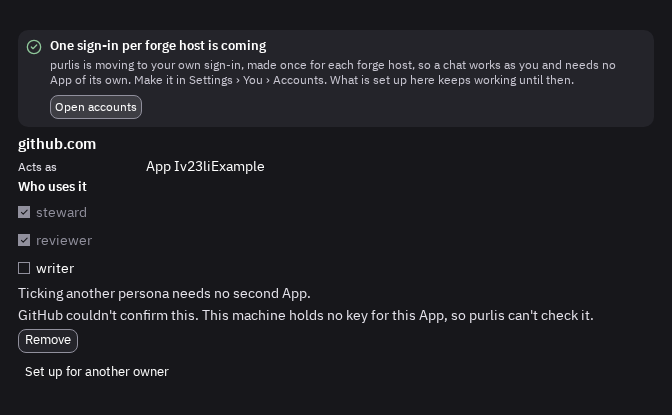 One sign-in per forge host is coming
purlis is moving to your own sign-in, made once for each forge host, so a chat works as you and needs no
App of its own. Make it in Settings › You › Accounts. What is set up here keeps working until then.
Open accounts
github.com
Acts as App Iv23liExample
Who uses it
steward
reviewer
writer
Ticking another persona needs no second App.
GitHub couldn't confirm this. This machine holds no key for this App, so purlis can't check it.
Remove
Set up for another owner